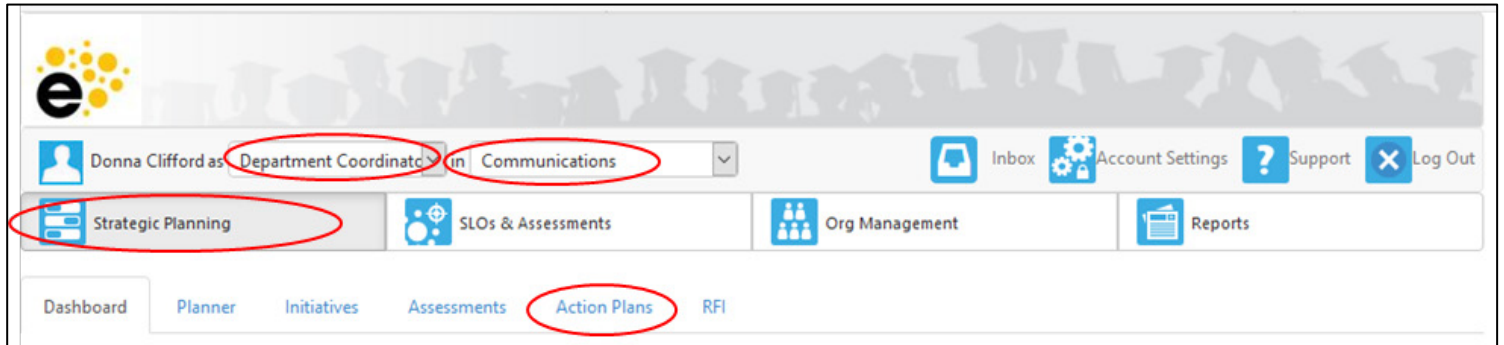 e
Donna Clifford as Department Coordinatc in Communications Inbox Account Settings ? Support Log Out
Strategic Planning SLOs & Assessments Org Management Reports
Dashboard Planner Initiatives Assessments Action Plans RFI